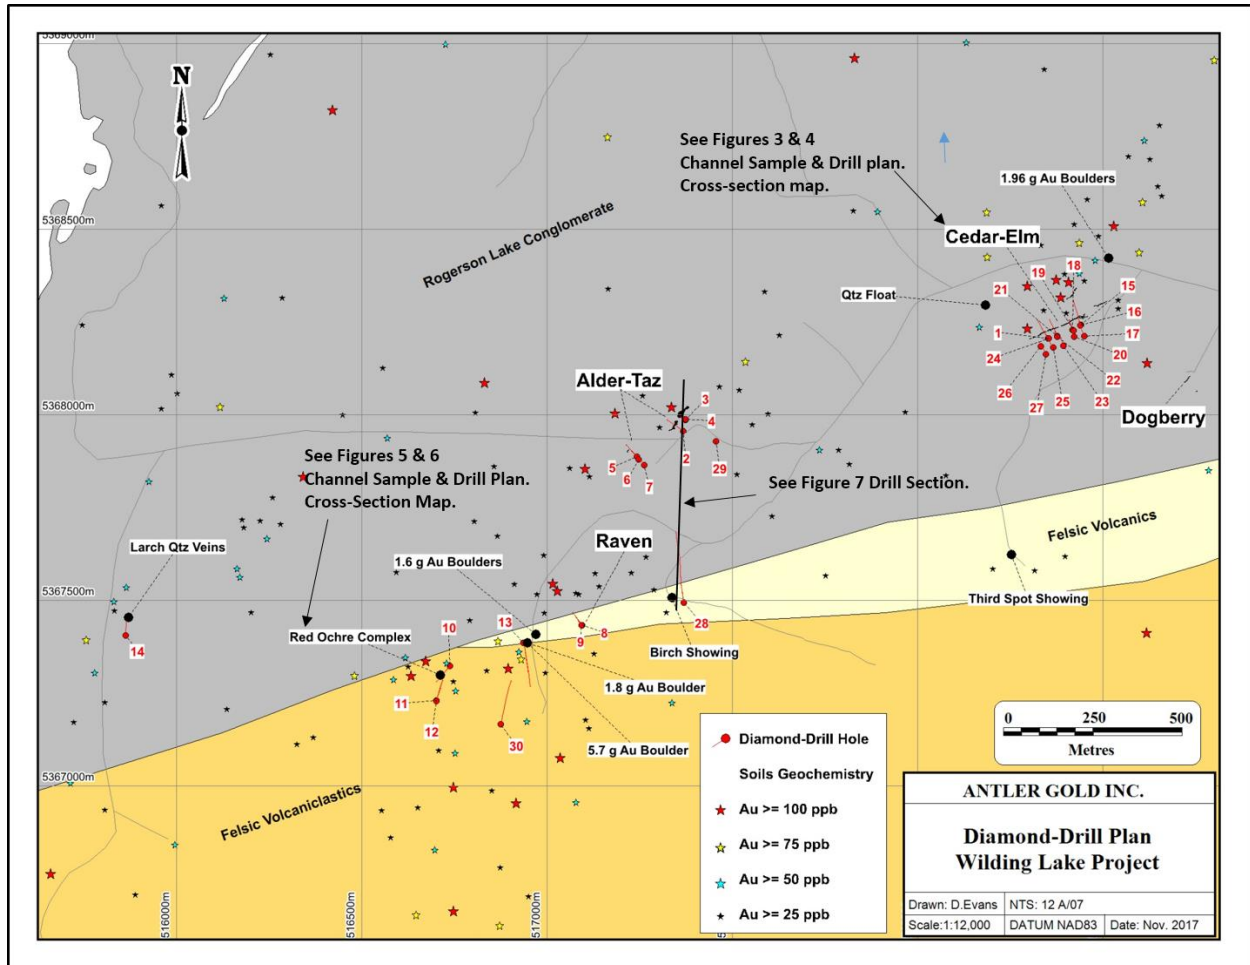 5369000m
N
See Figures 3 & 4
Channel Sample & Drill plan.
Cross-section map.
1.96 g Au Boulders
5368500m
Rogerson Lake Conglomerate
Cedar-Elm
18
19
21
15
Qtz Float
16
1
17
24
20
22
26
23
25
27
Alder-Taz
3
4
Dogberry
5368000m
2
29
5
6
7
See Figures 5 & 6
Channel Sample & Drill Plan.
Cross-Section Map.
See Figure 7 Drill Section.
Larch Qtz Veins
Raven
Felsic Volcanics
1.6 g Au Boulders
5367500m
Third Spot Showing
28
13
10
8
9
Red Ochre Complex
14
Birch Showing
1.8 g Au Boulder
11
12
30
5.7 g Au Boulder
0 250 500
Metres
Diamond-Drill Hole
Soils Geochemistry
Au >= 100 ppb
Au >= 75 ppb
Au >= 50 ppb
Au >= 25 ppb
5367000m
Felsic Volcaniclastics
ANTLER GOLD INC.
Diamond-Drill Plan
Wilding Lake Project
Drawn: D.Evans NTS: 12 A/07
Scale:1:12,000 DATUM NAD83 Date: Nov. 2017
516000m
516500m
517000m